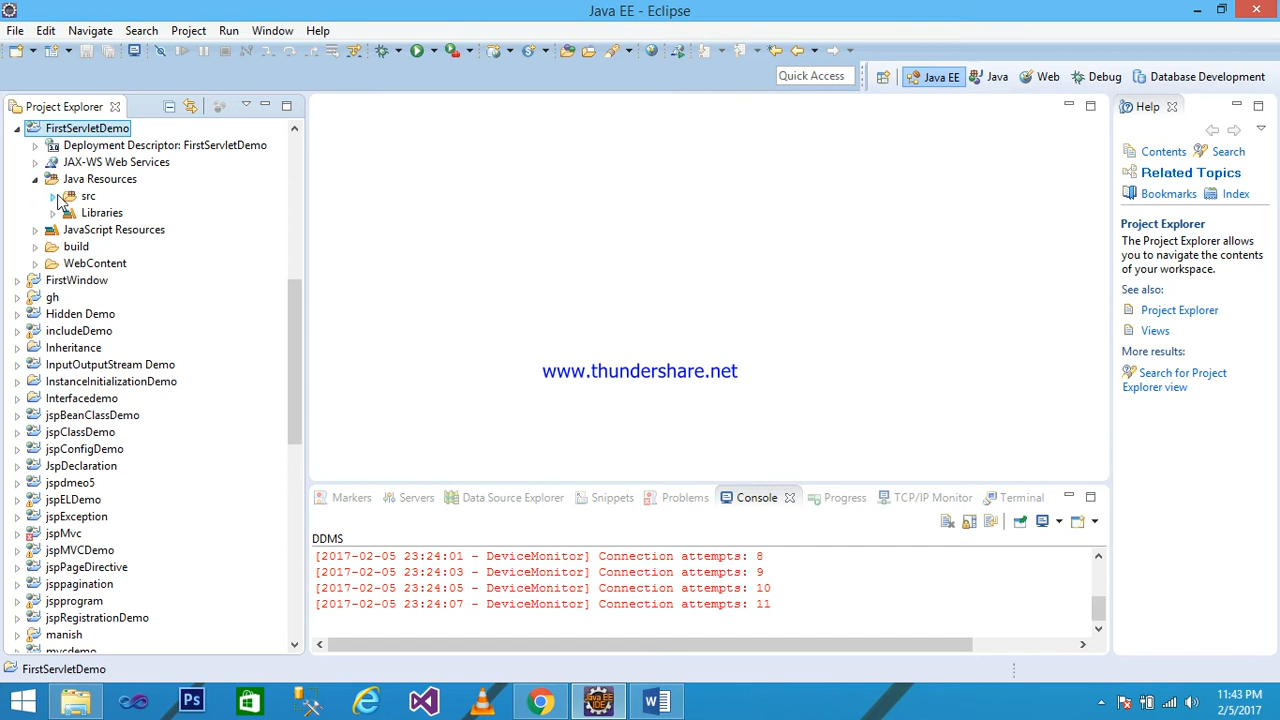 Java EE - Eclipse
File Edit Navigate Search Project Run Window Help
Quick Access
Java EE Java Web Debug Database Development
Project Explorer
FirstServletDemo
Deployment Descriptor: FirstServletDemo
JAX-WS Web Services
Java Resources
src
Libraries
JavaScript Resources
build
WebContent
FirstWindow
gh
Hidden Demo
includeDemo
Inheritance
InputOutputStream Demo
InstanceInitializationDemo
Interfacedemo
jspBeanClassDemo
jspClassDemo
jspConfigDemo
JspDeclaration
jspdmeo5
jspELDemo
jspException
jspMvc
jspMVCDemo
jspPageDirective
jsppagination
jspprogram
jspRegistrationDemo
manish
mvcdemo
FirstServletDemo
www.thundershare.net
Markers Servers Data Source Explorer Snippets Problems Console Progress TCP/IP Monitor Terminal
DDMS
[2017-02-05 23:24:01 - DeviceMonitor] Connection attempts: 8
[2017-02-05 23:24:03 - DeviceMonitor] Connection attempts: 9
[2017-02-05 23:24:05 - DeviceMonitor] Connection attempts: 10
[2017-02-05 23:24:07 - DeviceMonitor] Connection attempts: 11
Help
Contents Search
Related Topics
Bookmarks Index
Project Explorer
The Project Explorer allows
you to navigate the contents
of your workspace.
See also:
Project Explorer
Views
More results:
Search for Project
Explorer view
Ps
Java EE
IDE
11:43 PM
2/5/2017